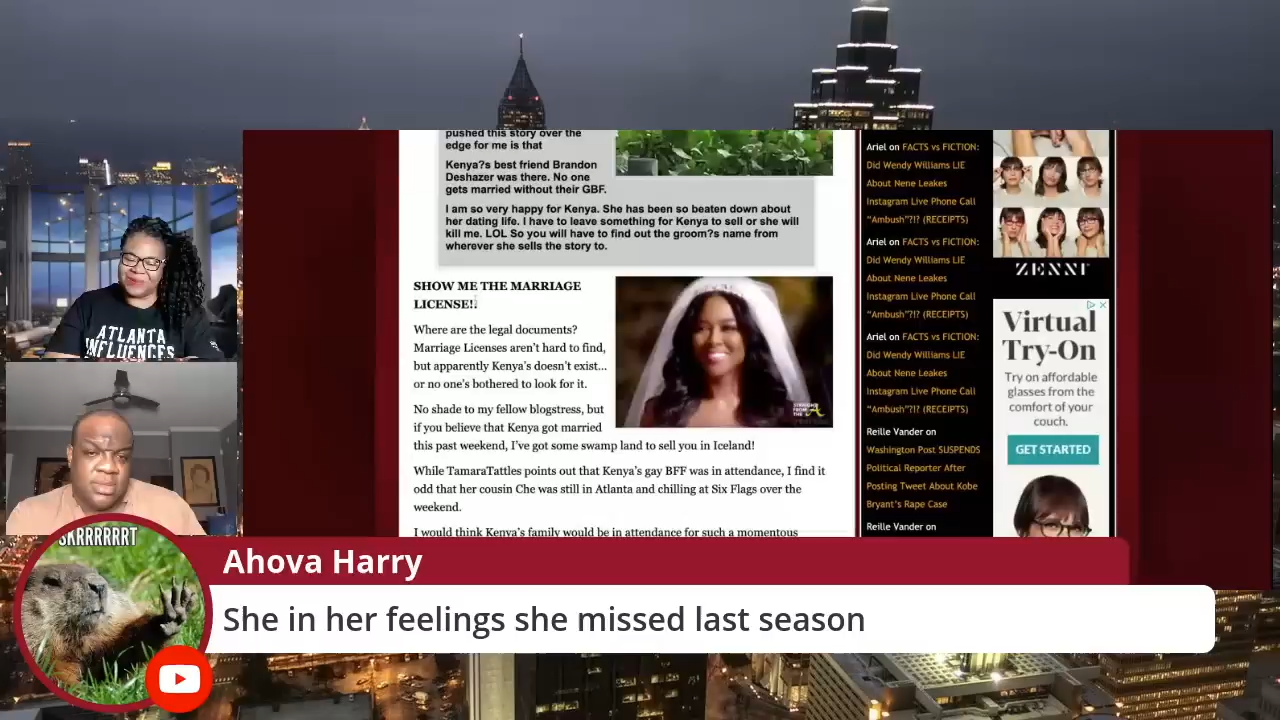 pushed this story over the
edge for me is that
Kenya?s best friend Brandon
Deshazer was there. No one
gets married without their GBF.
I am so very happy for Kenya. She has been so beaten down about
her dating life. I have to leave something for Kenya to sell or she will
kill me. LOL So you will have to find out the groom?s name from
wherever she sells the story to.
SHOW ME THE MARRIAGE
LICENSE!!
Where are the legal documents?
Marriage Licenses aren't hard to find,
but apparently Kenya's doesn't exist...
or no one's bothered to look for it.
No shade to my fellow blogstress, but
if you believe that Kenya got married
this past weekend, I've got some swamp land to sell you in Iceland!
While TamaraTattles points out that Kenya's gay BFF was in attendance, I find it
odd that her cousin Che was still in Atlanta and chilling at Six Flags over the
weekend.
I would think Kenya's family would be in attendance for such a momentous
Ariel on FACTS vs FICTION:
Did Wendy Williams LIE
About Nene Leakes
Instagram Live Phone Call
"Ambush"?!? (RECEIPTS)
Ariel on FACTS vs FICTION:
Did Wendy Williams LIE
About Nene Leakes
Instagram Live Phone Call
"Ambush"?!? (RECEIPTS)
Ariel on FACTS vs FICTION:
Did Wendy Williams LIE
About Nene Leakes
Instagram Live Phone Call
"Ambush"?!? (RECEIPTS)
Reille Vander on
Washington Post SUSPENDS
Political Reporter After
Posting Tweet About Kobe
Bryant's Rape Case
Reille Vander on
ZENNI
Virtual
Try-On
Try on affordable
glasses from the
comfort of your
couch.
GET STARTED
ATLANTA
INFLUENCES
SKRRRRRRT
Ahova Harry
She in her feelings she missed last season